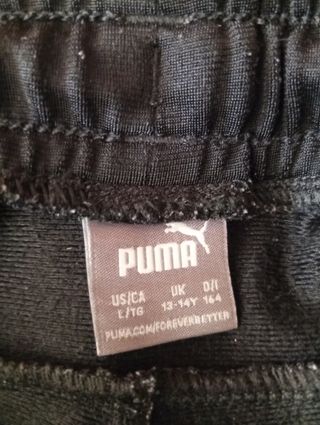 PUMA
US/CA UK D/I
L/TG 13-14Y 164
PUMA.COM/FOREVERBETTER